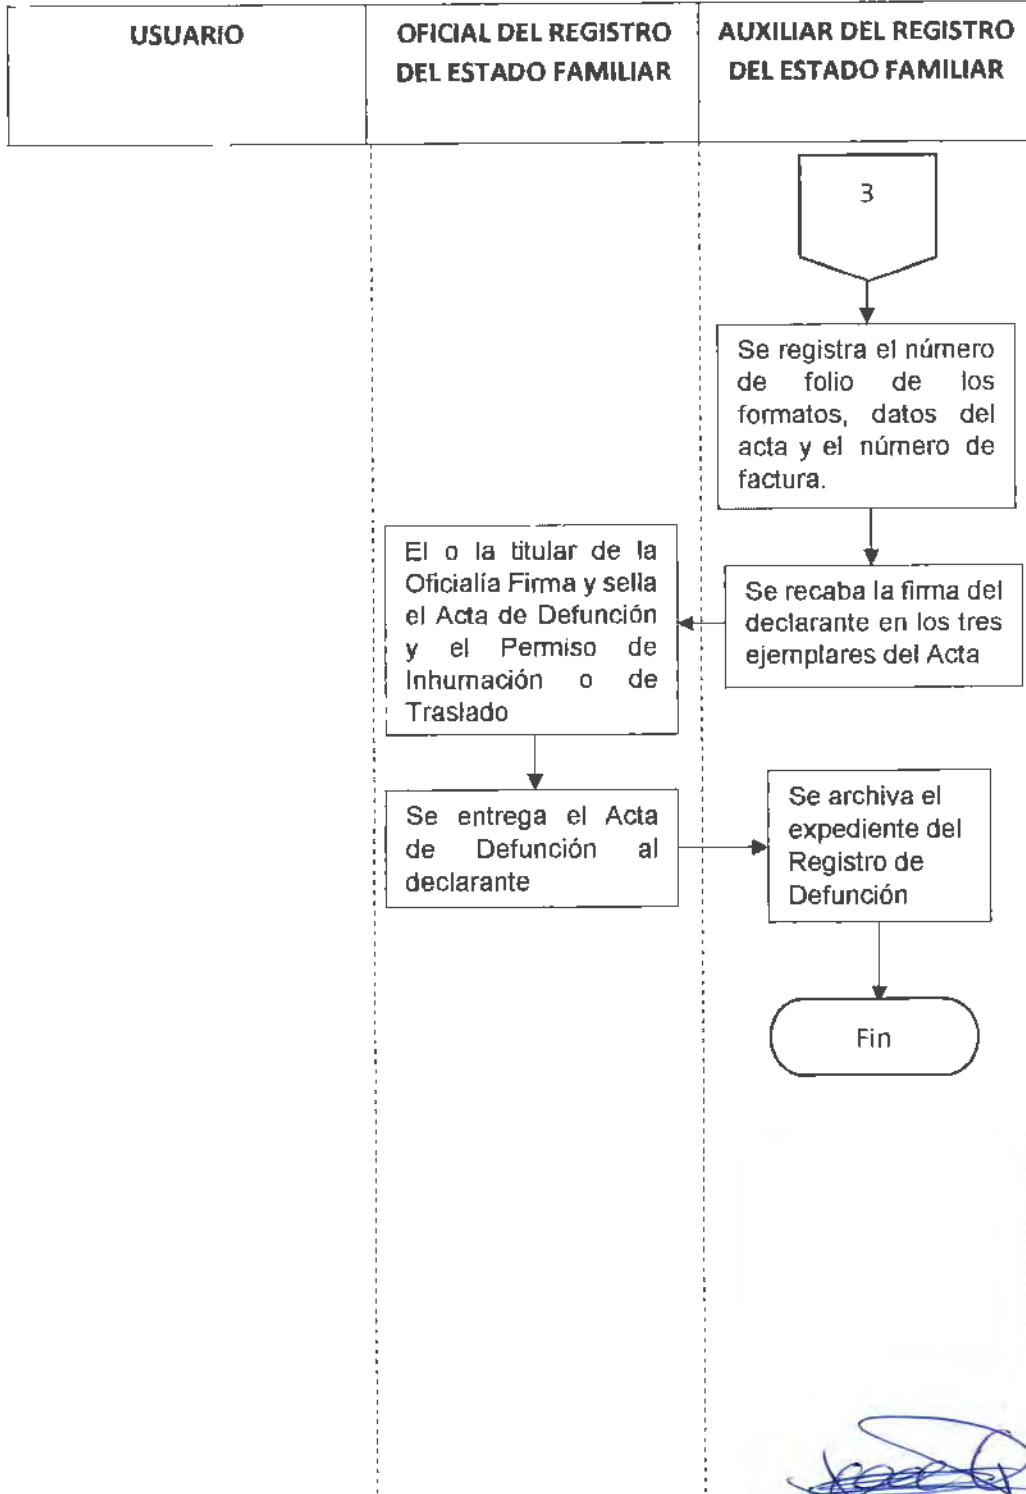 USUARIO
OFICIAL DEL REGISTRO
DEL ESTADO FAMILIAR
AUXILIAR DEL REGISTRO
DEL ESTADO FAMILIAR
3
Se registra el número
de folio de los
formatos, datos del
acta y el número de
factura.
Se recaba la firma del
declarante en los tres
ejemplares del Acta
El o la titular de la
Oficialía Firma y sella
el Acta de Defunción
y el Permiso de
Inhumación o de
Traslado
Se entrega el Acta
de Defunción al
declarante
Se archiva el
expediente del
Registro de
Defunción
Fin